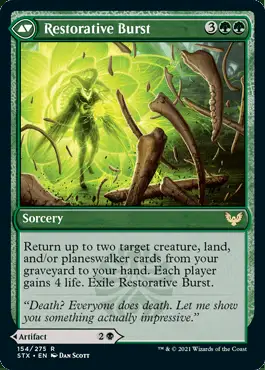 Restorative Burst 3
Sorcery
Return up to two target creature, land,
and/or planeswalker cards from your
graveyard to your hand. Each player
gains 4 life. Exile Restorative Burst.
“Death? Everyone does death. Let me show
you something actually impressive.”
Artifact 2
154/275 R
STX • EN DAN SCOTT ™ & © 2021 Wizards of the Coast